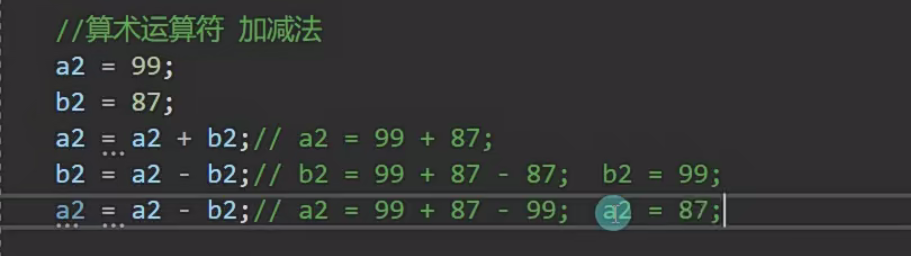 //算术运算符 加减法
a2 = 99;
b2 = 87;
a2 = a2 + b2;// a2 = 99 + 87;
b2 = a2 - b2;// b2 = 99 + 87 - 87;  b2 = 99;
a2 = a2 - b2;// a2 = 99 + 87 - 99;  a2 = 87;